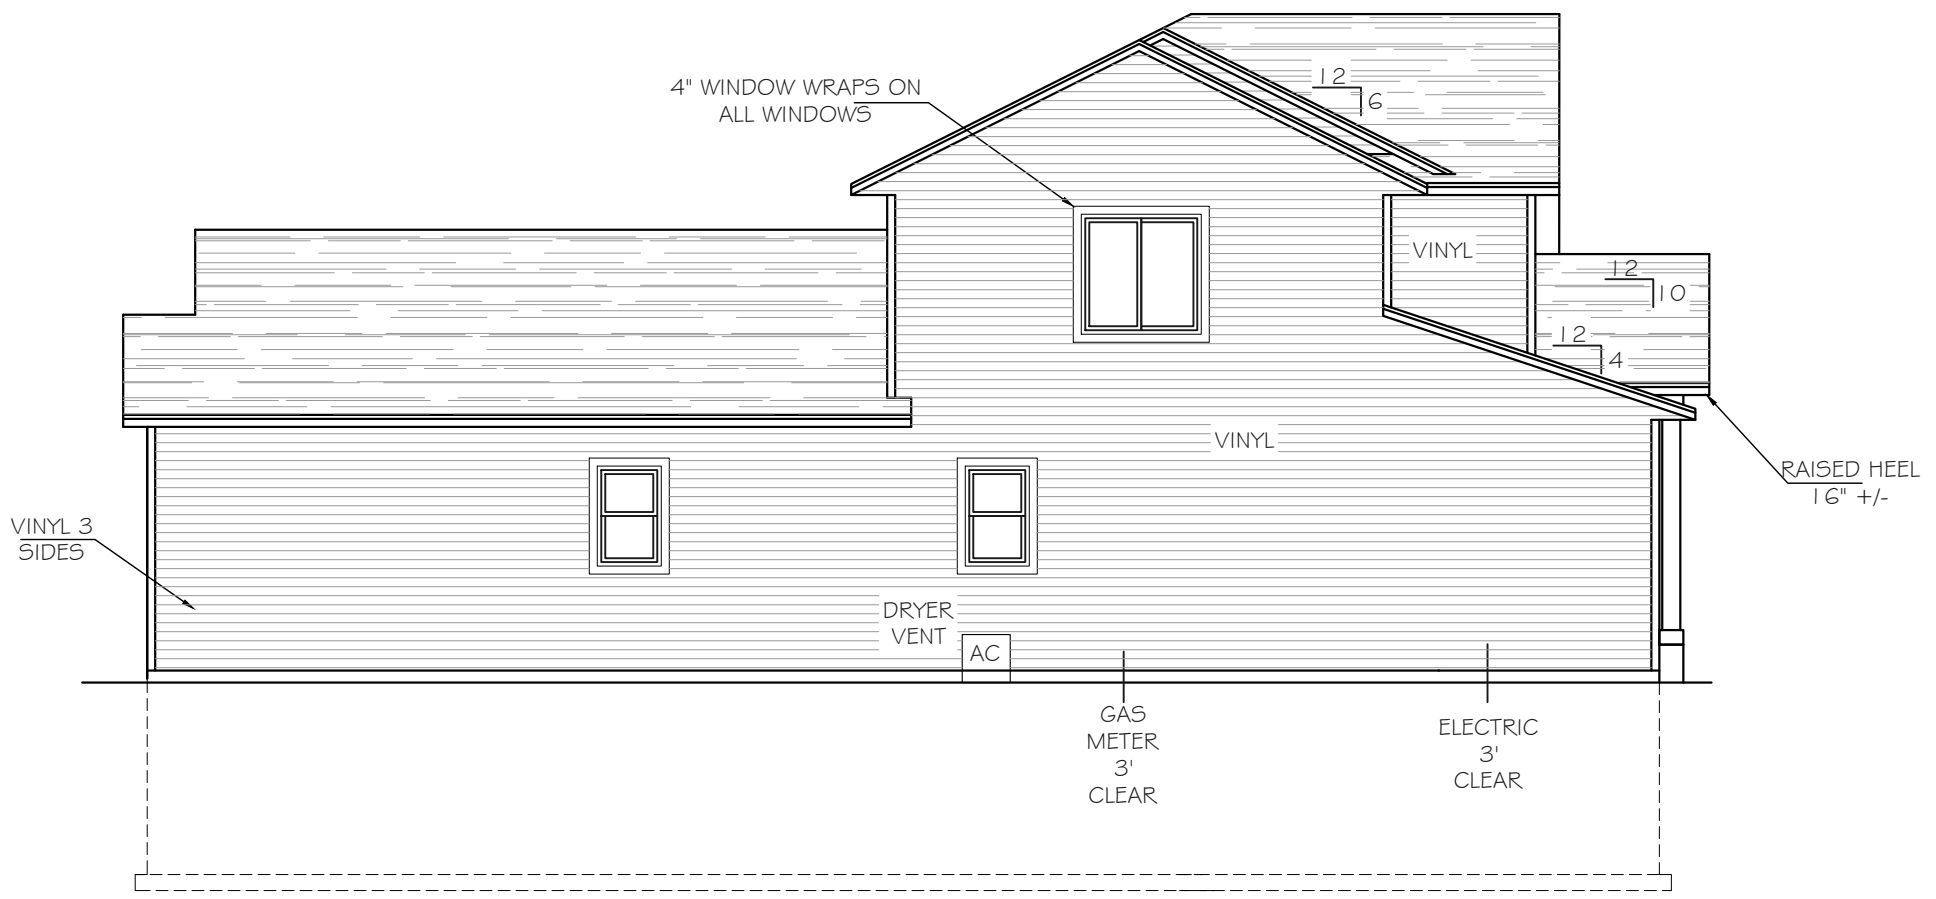 4" WINDOW WRAPS ON
ALL WINDOWS
12
6
VINYL
12
10
12
4
VINYL
RAISED HEEL
16" +/-
VINYL 3
SIDES
DRYER
VENT
AC
GAS
METER
3'
CLEAR
ELECTRIC
3'
CLEAR